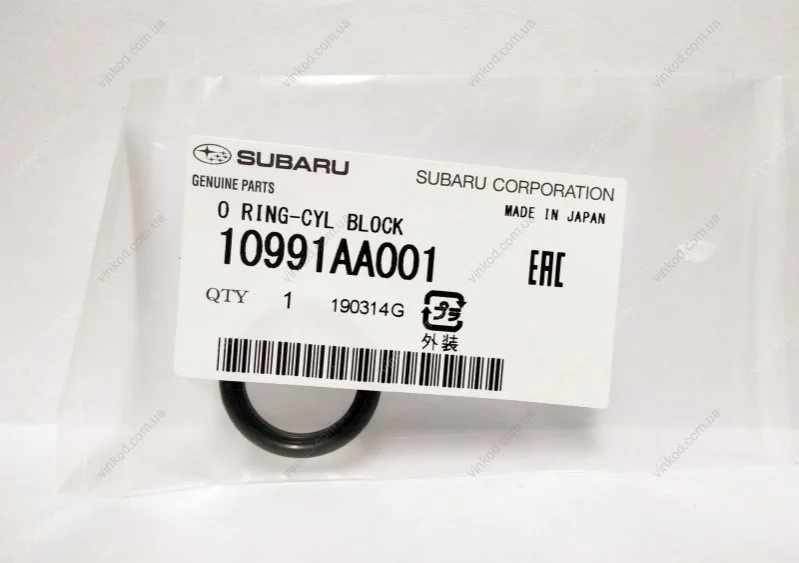 SUBARU
SUBARU CORPORATION
GENUINE PARTS
MADE IN JAPAN
O RING-CYL BLOCK
10991AA001
EAC
QTY 1 190314G
プラ
外装
vinkod.com.ua